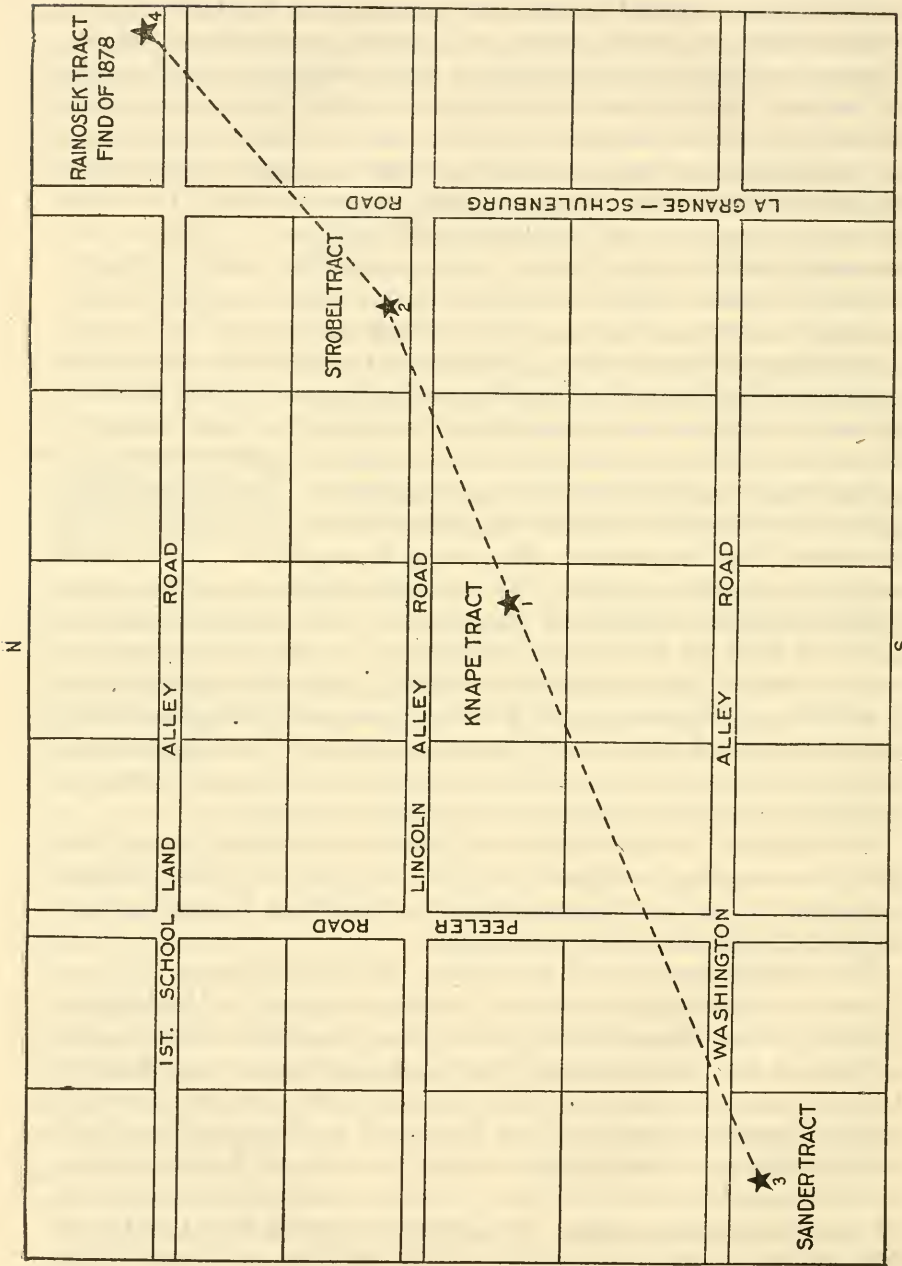 N
RAINOSEK TRACT
FIND OF 1878
4
1ST. SCHOOL LAND ALLEY ROAD
STROBEL TRACT
2
LINCOLN ALLEY ROAD
KNAPE TRACT
1
PEELER ROAD
LA GRANGE — SCHULENBURG ROAD
WASHINGTON ALLEY ROAD
3
SANDER TRACT
S